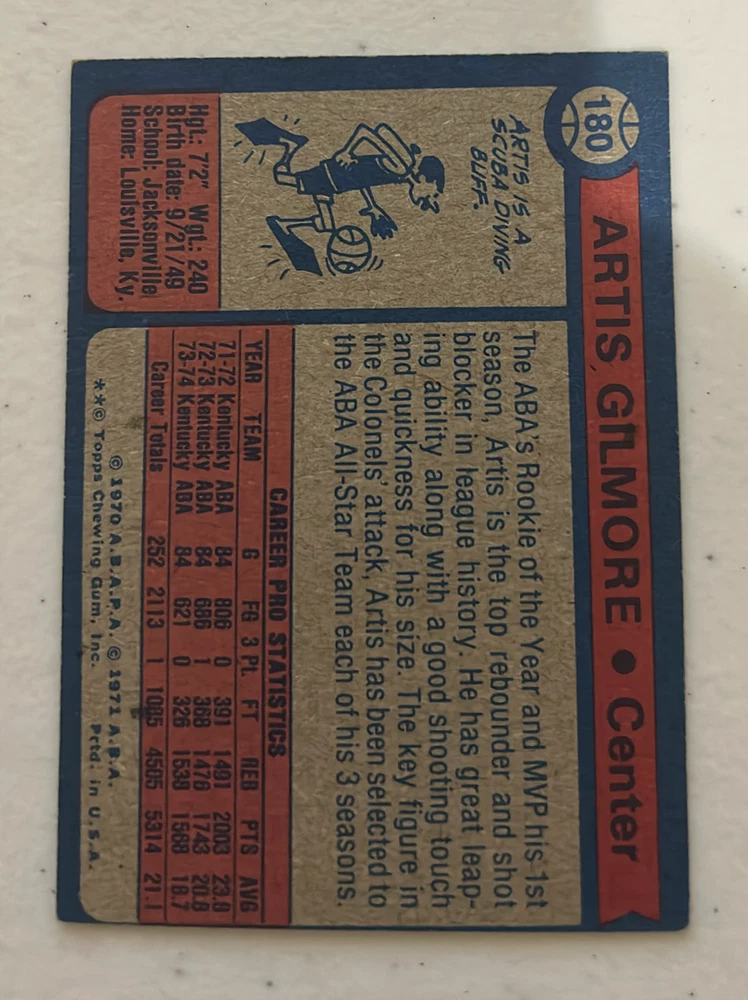 180
ARTIS GILMORE • Center
ARTIS IS A
SCUBA DIVING
BUFF.
Hgt.: 7'2" Wgt.: 240
Birth date: 9/21/49
School: Jacksonville
Home: Louisville, Ky.
The ABA's Rookie of the Year and MVP his 1st
season, Artis is the top rebounder and shot
blocker in league history. He has great leap-
ing ability along with a good shooting touch
and quickness for his size. The key figure in
the Colonels' attack, Artis has been selected to
the ABA All-Star Team each of his 3 seasons.
CAREER PRO STATISTICS
YEAR TEAM G FG 3 Pt. FT REB PTS AVG
71-72 Kentucky ABA 84 806 0 391 1491 2003 23.8
72-73 Kentucky ABA 84 686 1 368 1476 1743 20.8
73-74 Kentucky ABA 84 621 0 326 1538 1568 18.7
Career Totals 252 2113 1 1085 4505 5314 21.1
© 1970 A.B.A.P.A. © 1971 A.B.A.
**© Topps Chewing Gum, Inc. Prtd. in U.S.A.